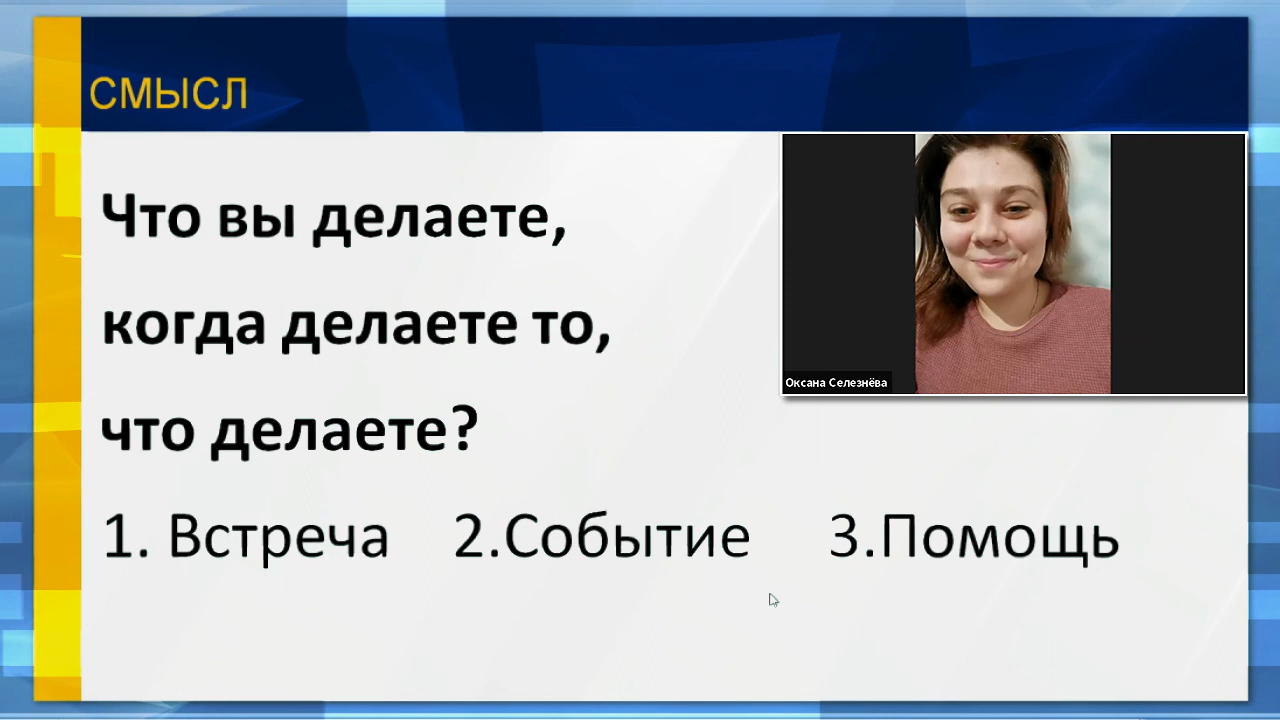 СМЫСЛ
Что вы делаете,
когда делаете то,
что делаете?
1. Встреча 2.Событие 3.Помощь
Оксана Селезнёва